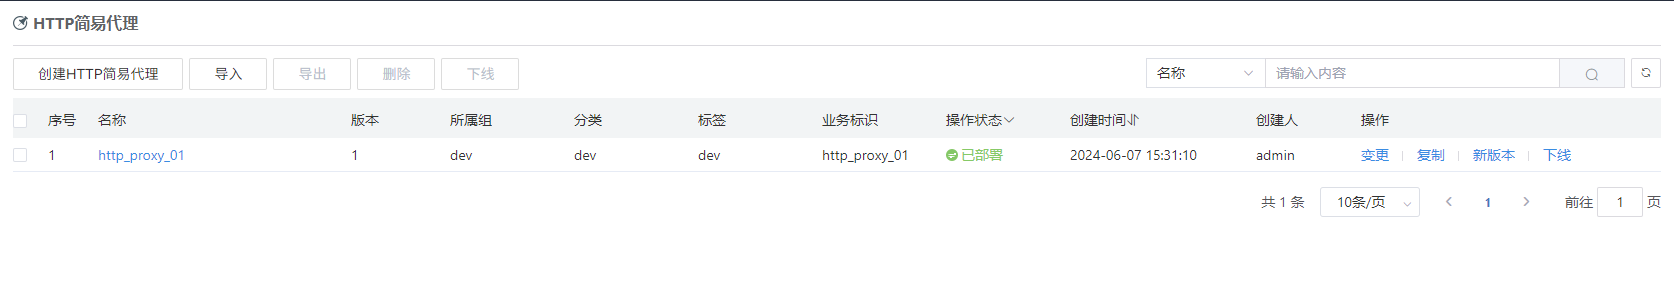 HTTP简易代理
创建HTTP简易代理 导入 导出 删除 下线 名称 请输入内容
序号 名称 版本 所属组 分类 标签 业务标识 操作状态 创建时间 创建人 操作
1 http_proxy_01 1 dev dev dev http_proxy_01 已部署 2024-06-07 15:31:10 admin 变更 复制 新版本 下线
共 1 条 10条/页 1 前往 1 页